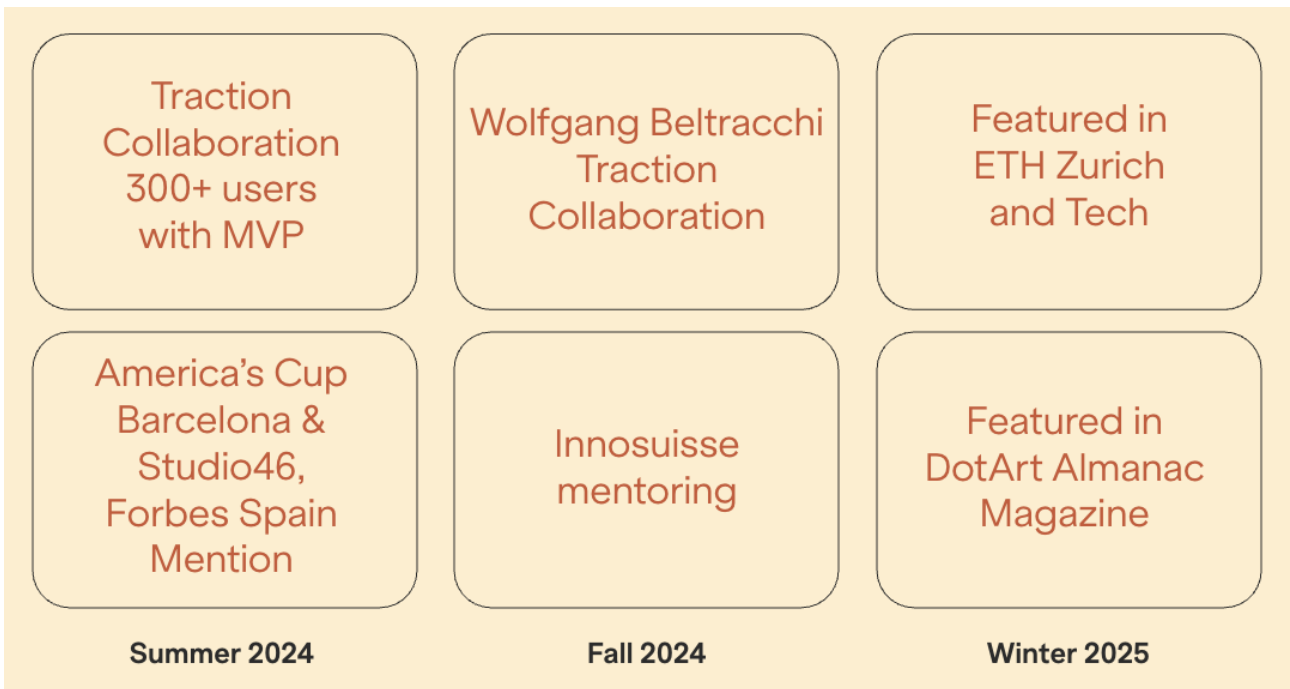 Traction
Collaboration
300+ users
with MVP
Wolfgang Beltracchi
Traction
Collaboration
Featured in
ETH Zurich
and Tech
America’s Cup
Barcelona &
Studio46,
Forbes Spain
Mention
Innosuisse
mentoring
Featured in
DotArt Almanac
Magazine
Summer 2024
Fall 2024
Winter 2025